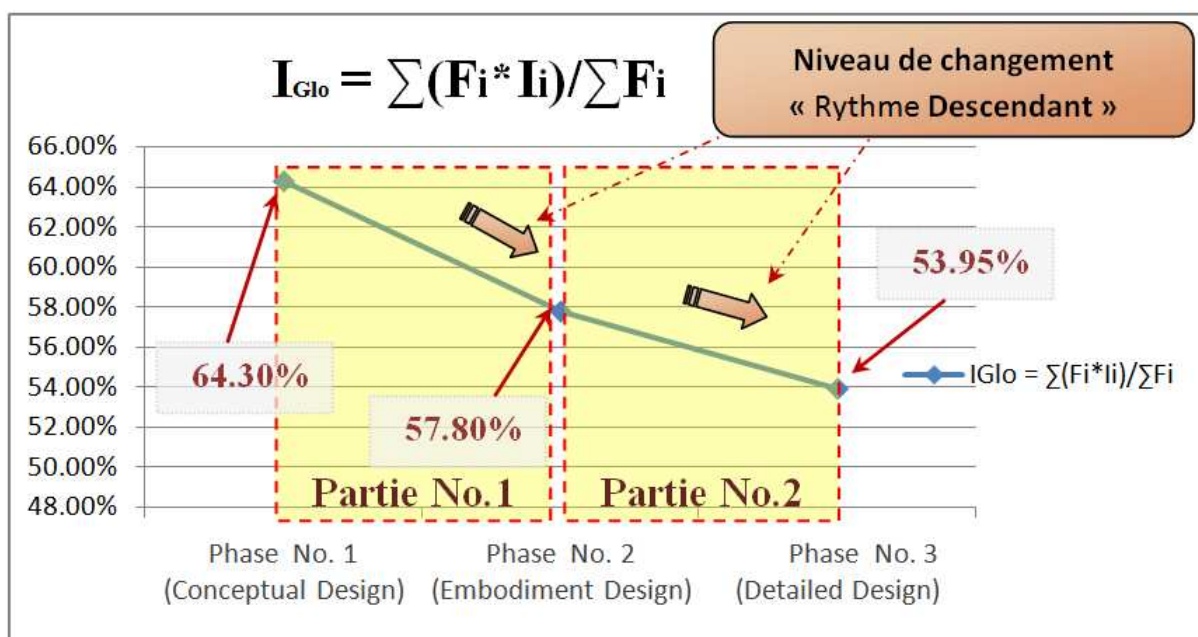 I Glo = ∑(Fi*Ii)/∑Fi
Niveau de changement
« Rythme Descendant »
66.00%
64.00%
62.00%
60.00%
58.00%
56.00%
54.00%
52.00%
50.00%
48.00%
64.30%
57.80%
53.95%
IGlo = ∑(Fi*Ii)/∑Fi
Partie No.1
Partie No.2
Phase No. 1
(Conceptual Design)
Phase No. 2
(Embodiment Design)
Phase No. 3
(Detailed Design)